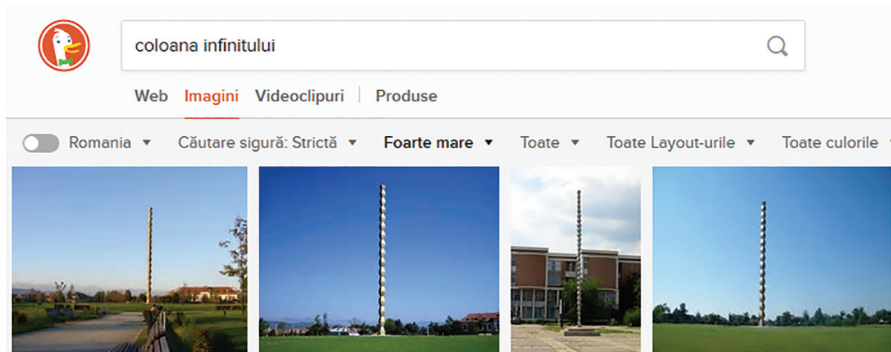 coloana infinitului
Web Imagini Videoclipuri Produse
Romania Căutare sigură: Strictă Foarte mare Toate Toate Layout-urile Toate culorile